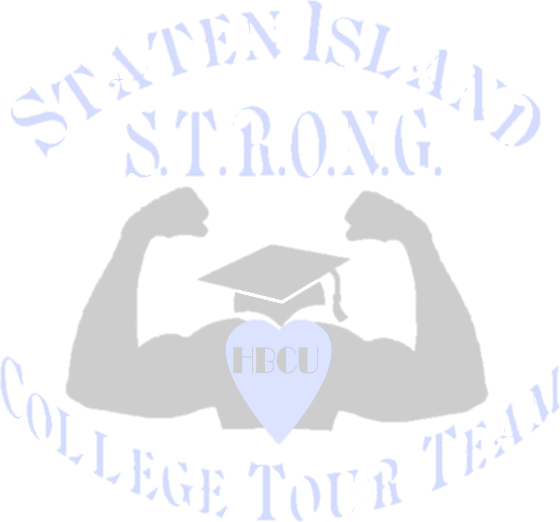 STATEN ISLAND
S.T.R.O.N.G.
HBCU
COLLEGE TOUR TEAM